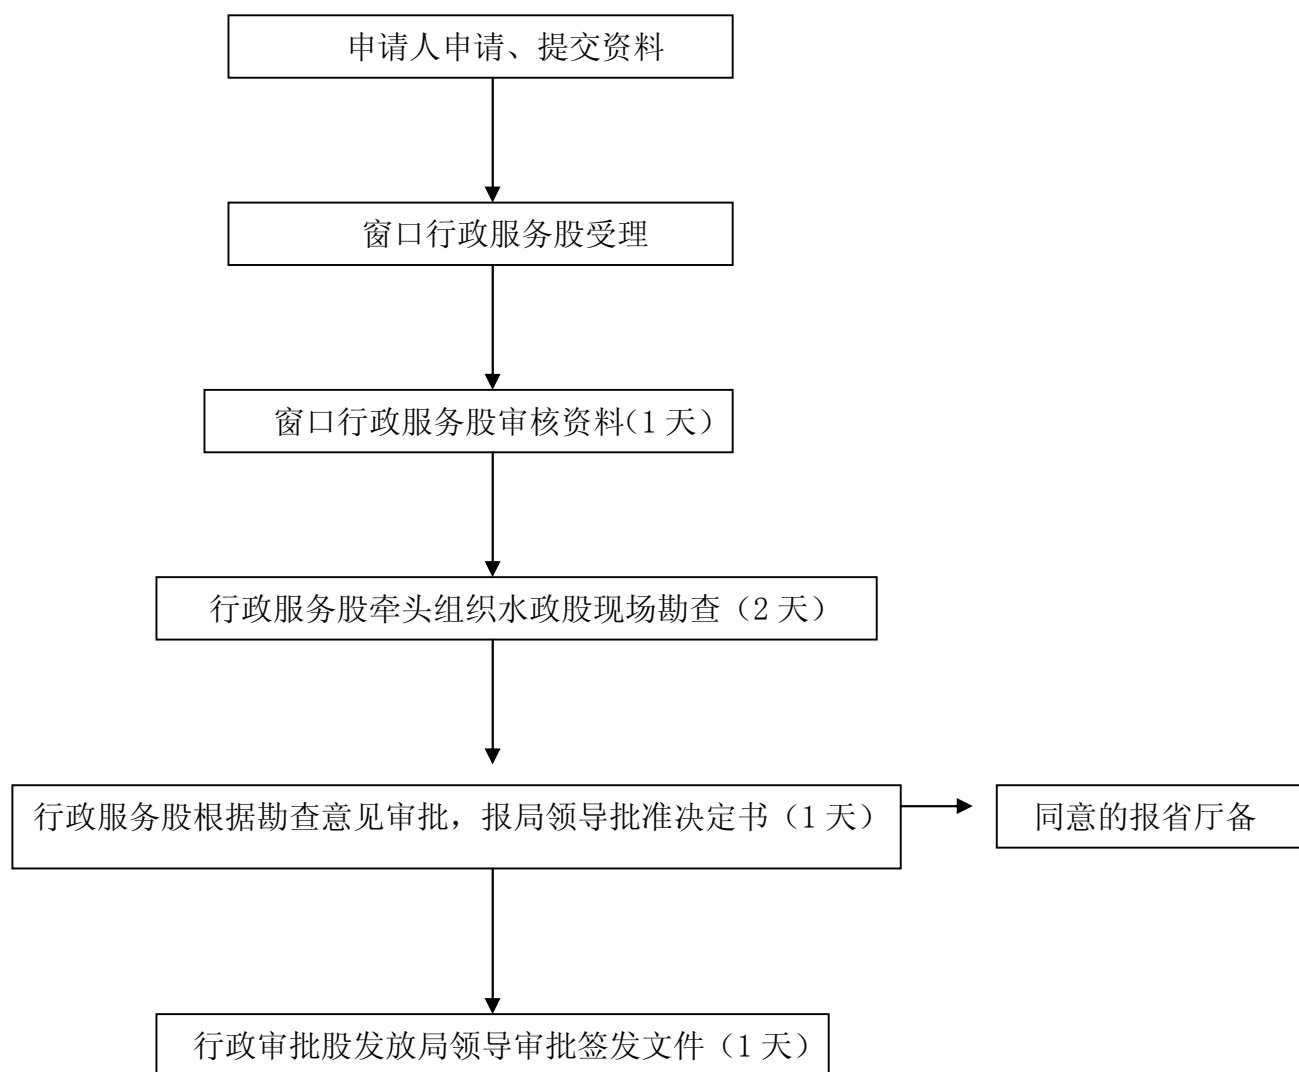 申请人申请、提交资料
窗口行政服务股受理
窗口行政服务股审核资料(1天）
行政服务股牵头组织水政股现场勘查（2天）
行政服务股根据勘查意见审批，报局领导批准决定书（1天）
同意的报省厅备
行政审批股发放局领导审批签发文件（1天）